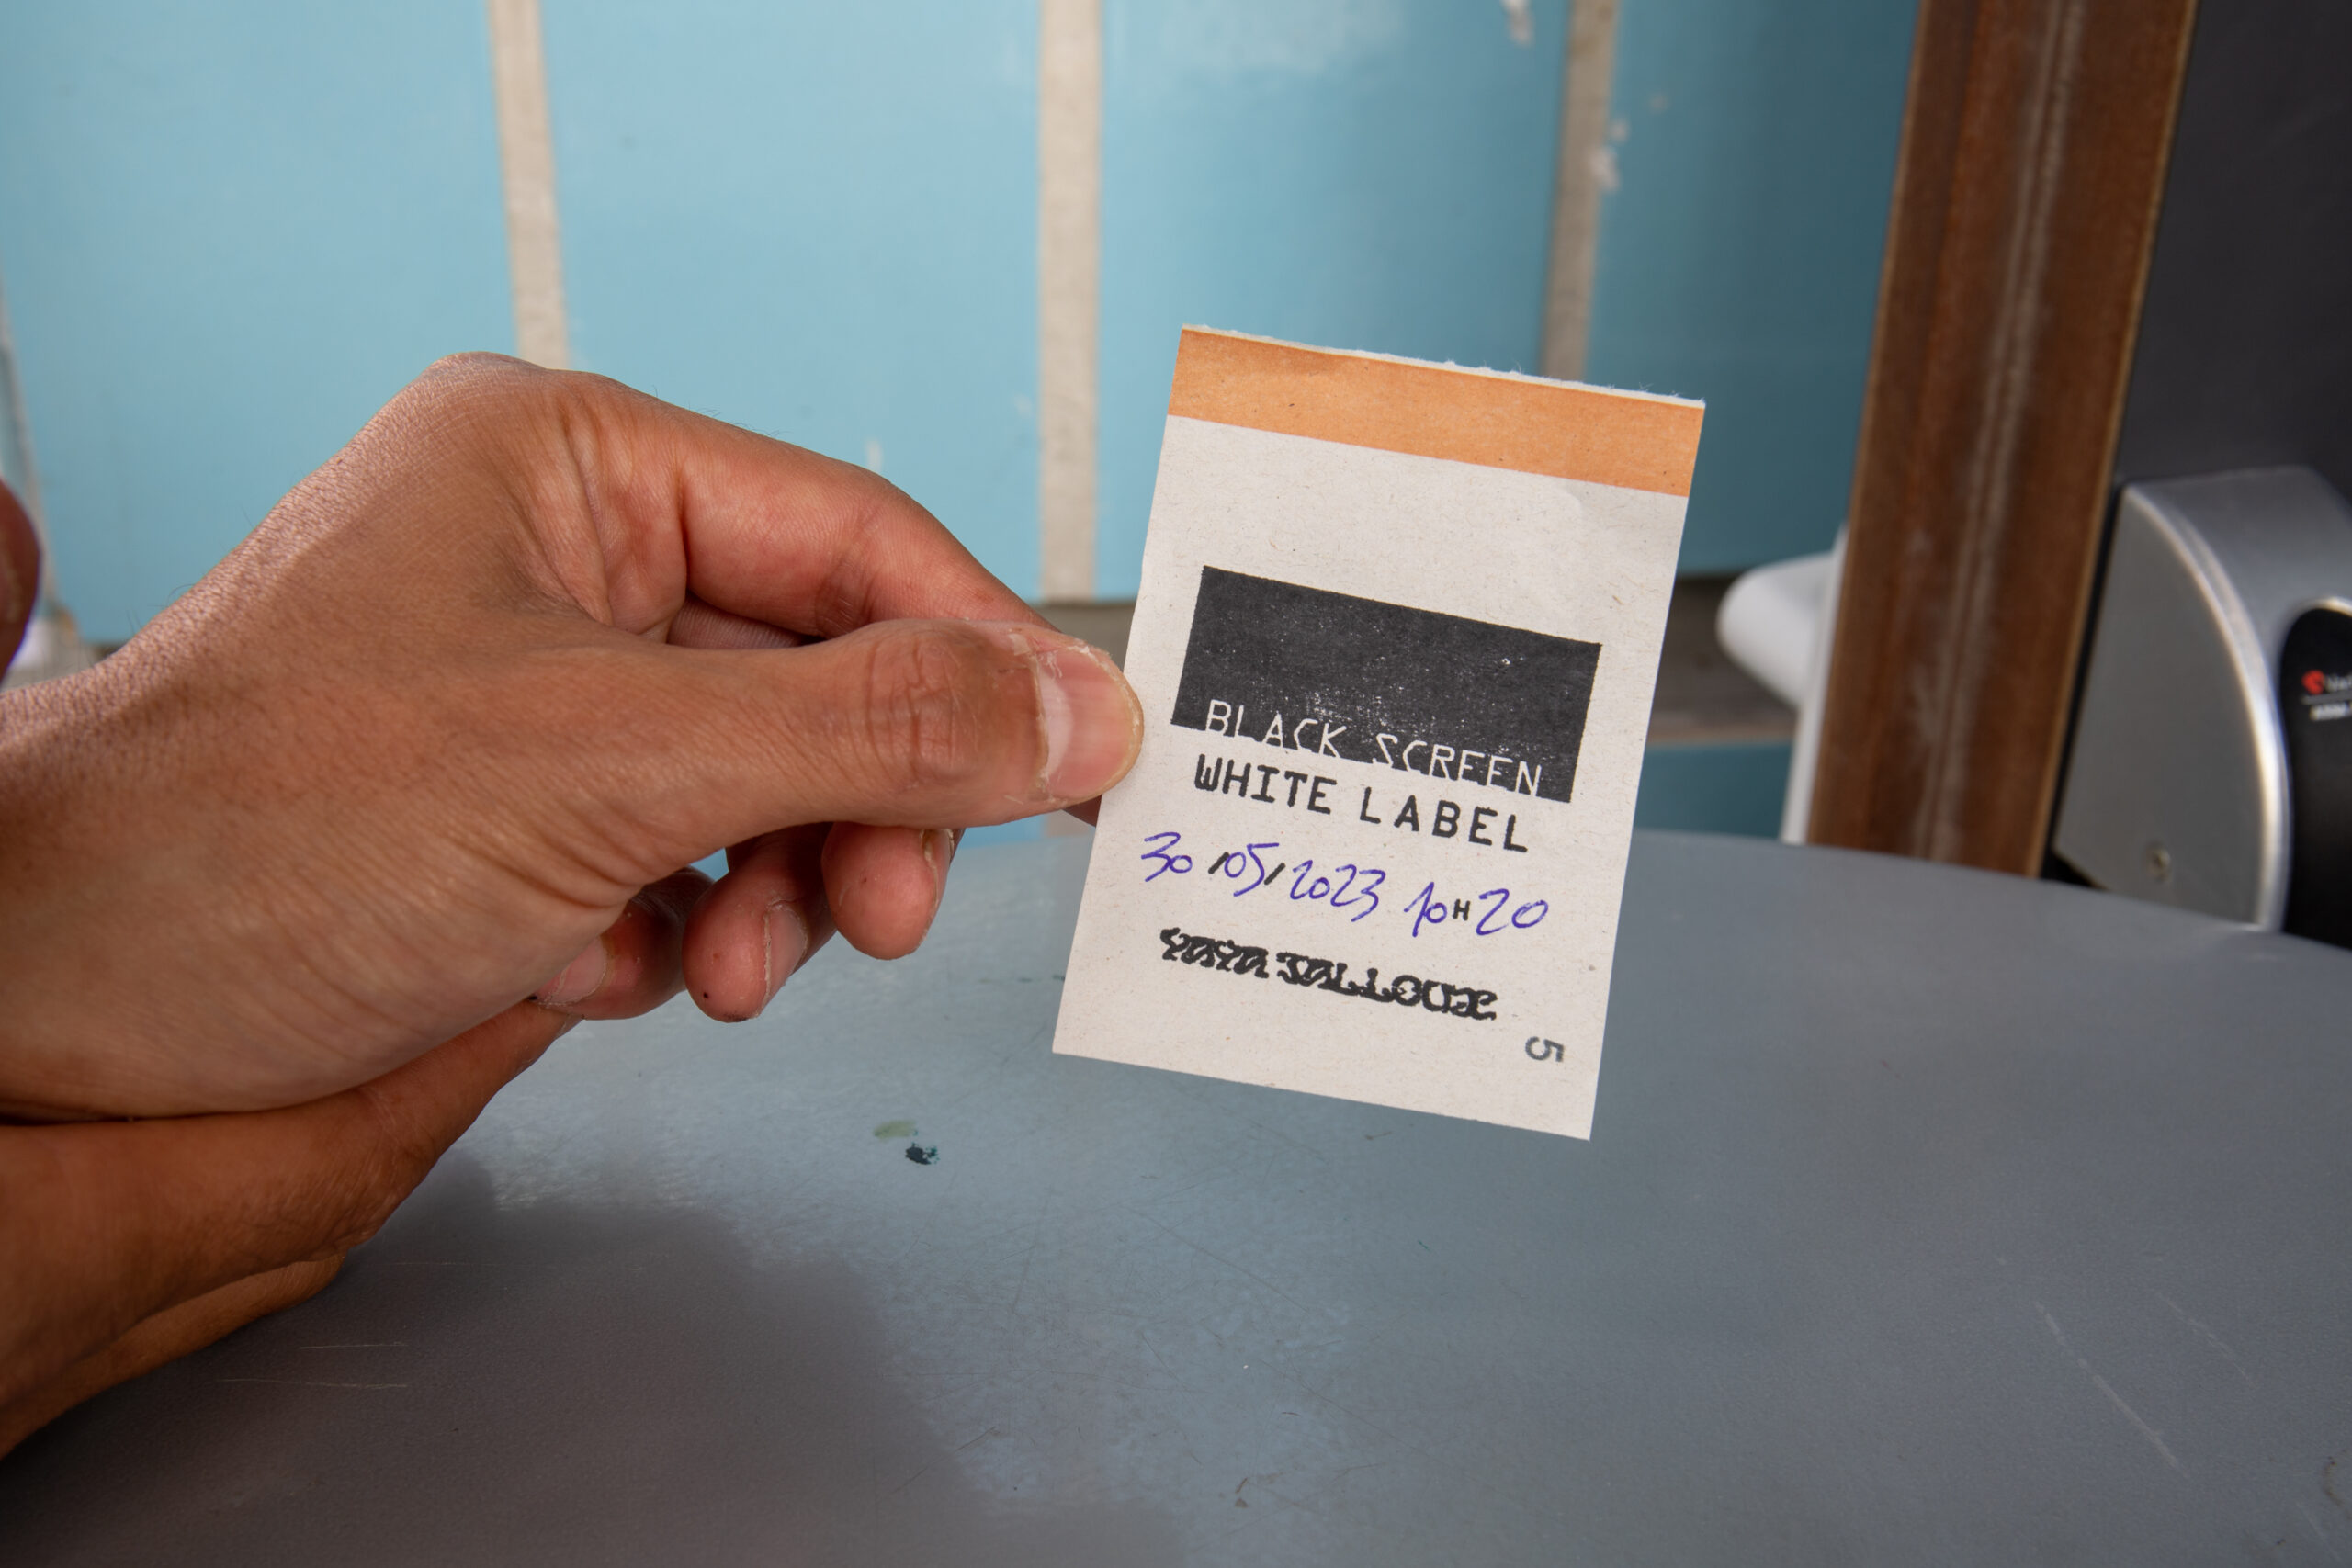 BLACK SCREEN
WHITE LABEL
30/05/2023 10H20
5